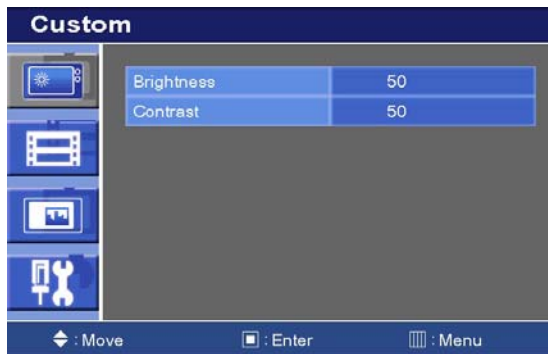 Custom
Brightness 50
Contrast 50
: Move : Enter : Menu